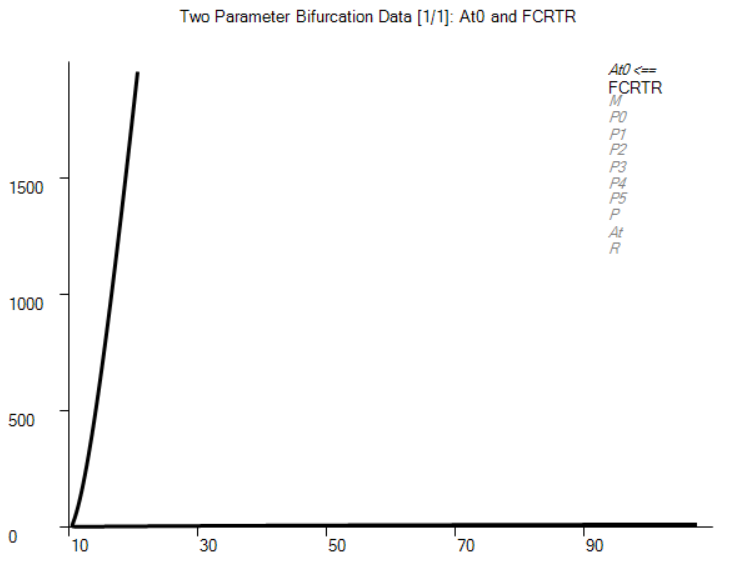 Two Parameter Bifurcation Data [1/1]: At0 and FCRTR
At0 <==
FCRTR
M
P0
P1
P2
P3
P4
P5
P
At
R
1500
1000
500
0
10 30 50 70 90